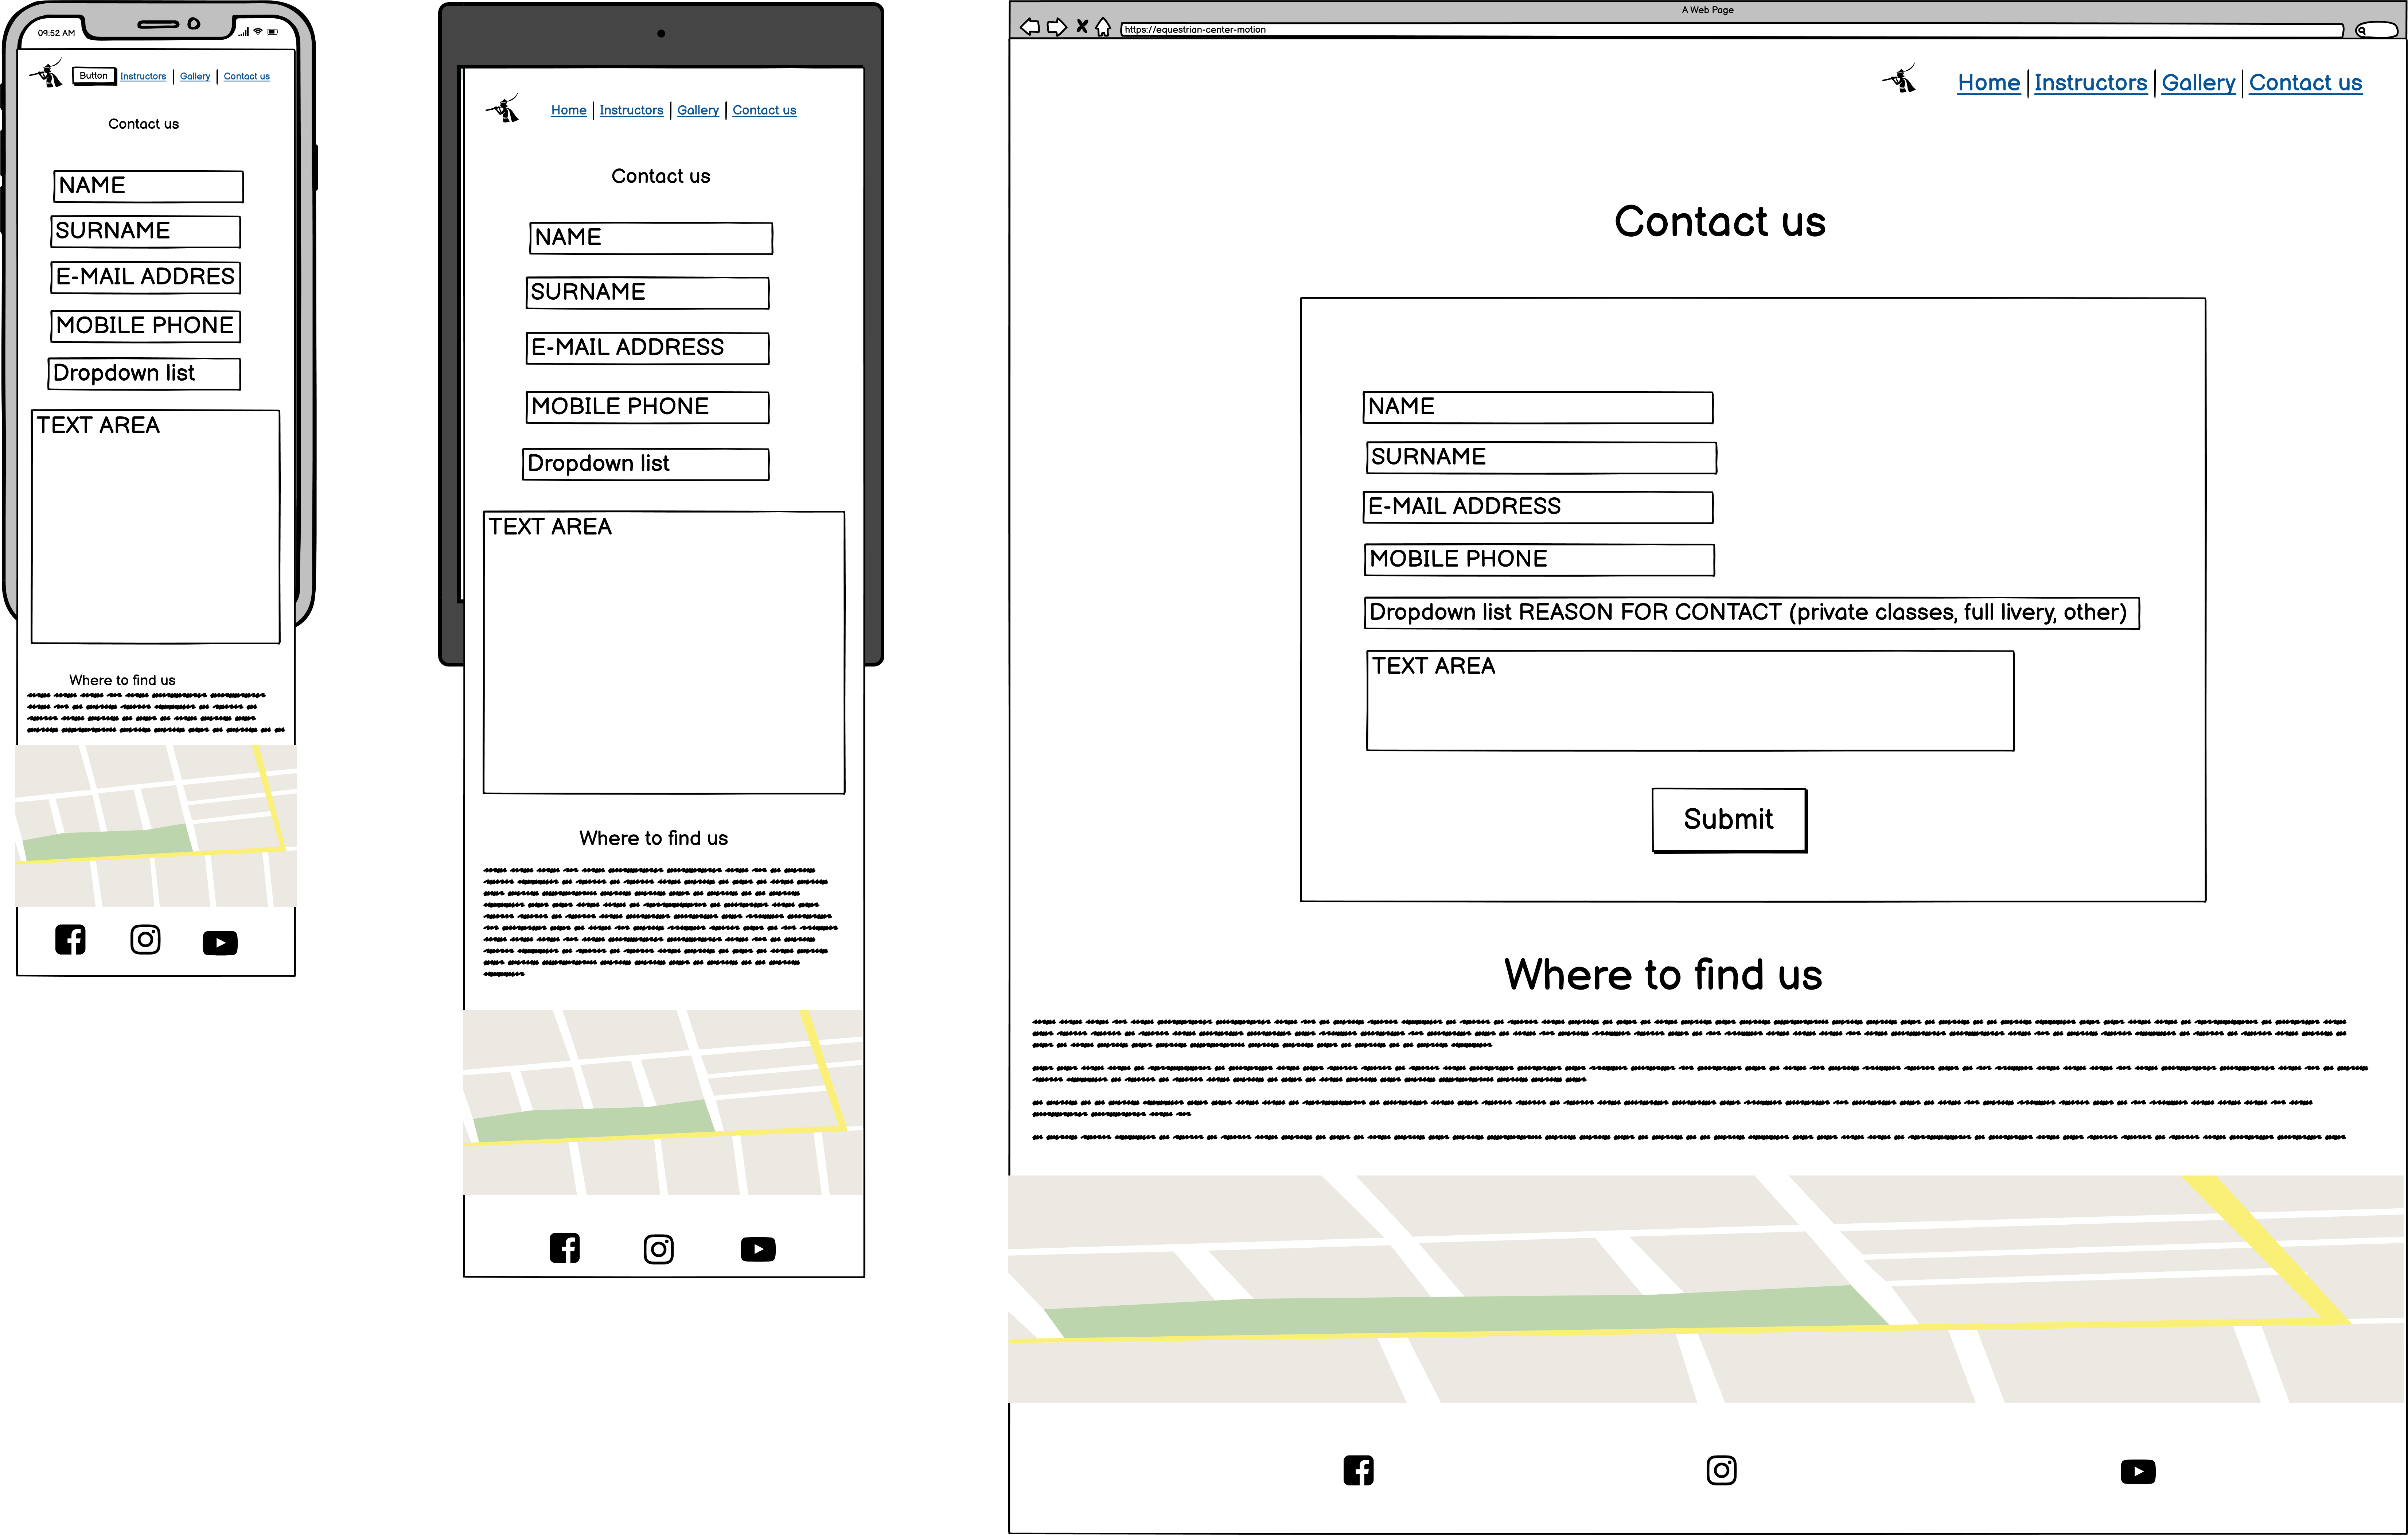 09:52 AM
Button Instructors Gallery Contact us
Contact us
NAME
SURNAME
E-MAIL ADDRES
MOBILE PHONE
Dropdown list
TEXT AREA
Where to find us
Home Instructors Gallery Contact us
Contact us
NAME
SURNAME
E-MAIL ADDRESS
MOBILE PHONE
Dropdown list
TEXT AREA
Where to find us
A Web Page
https://equestrian-center-motion
Home Instructors Gallery Contact us
Contact us
NAME
SURNAME
E-MAIL ADDRESS
MOBILE PHONE
Dropdown list REASON FOR CONTACT (private classes, full livery, other)
TEXT AREA
Submit
Where to find us